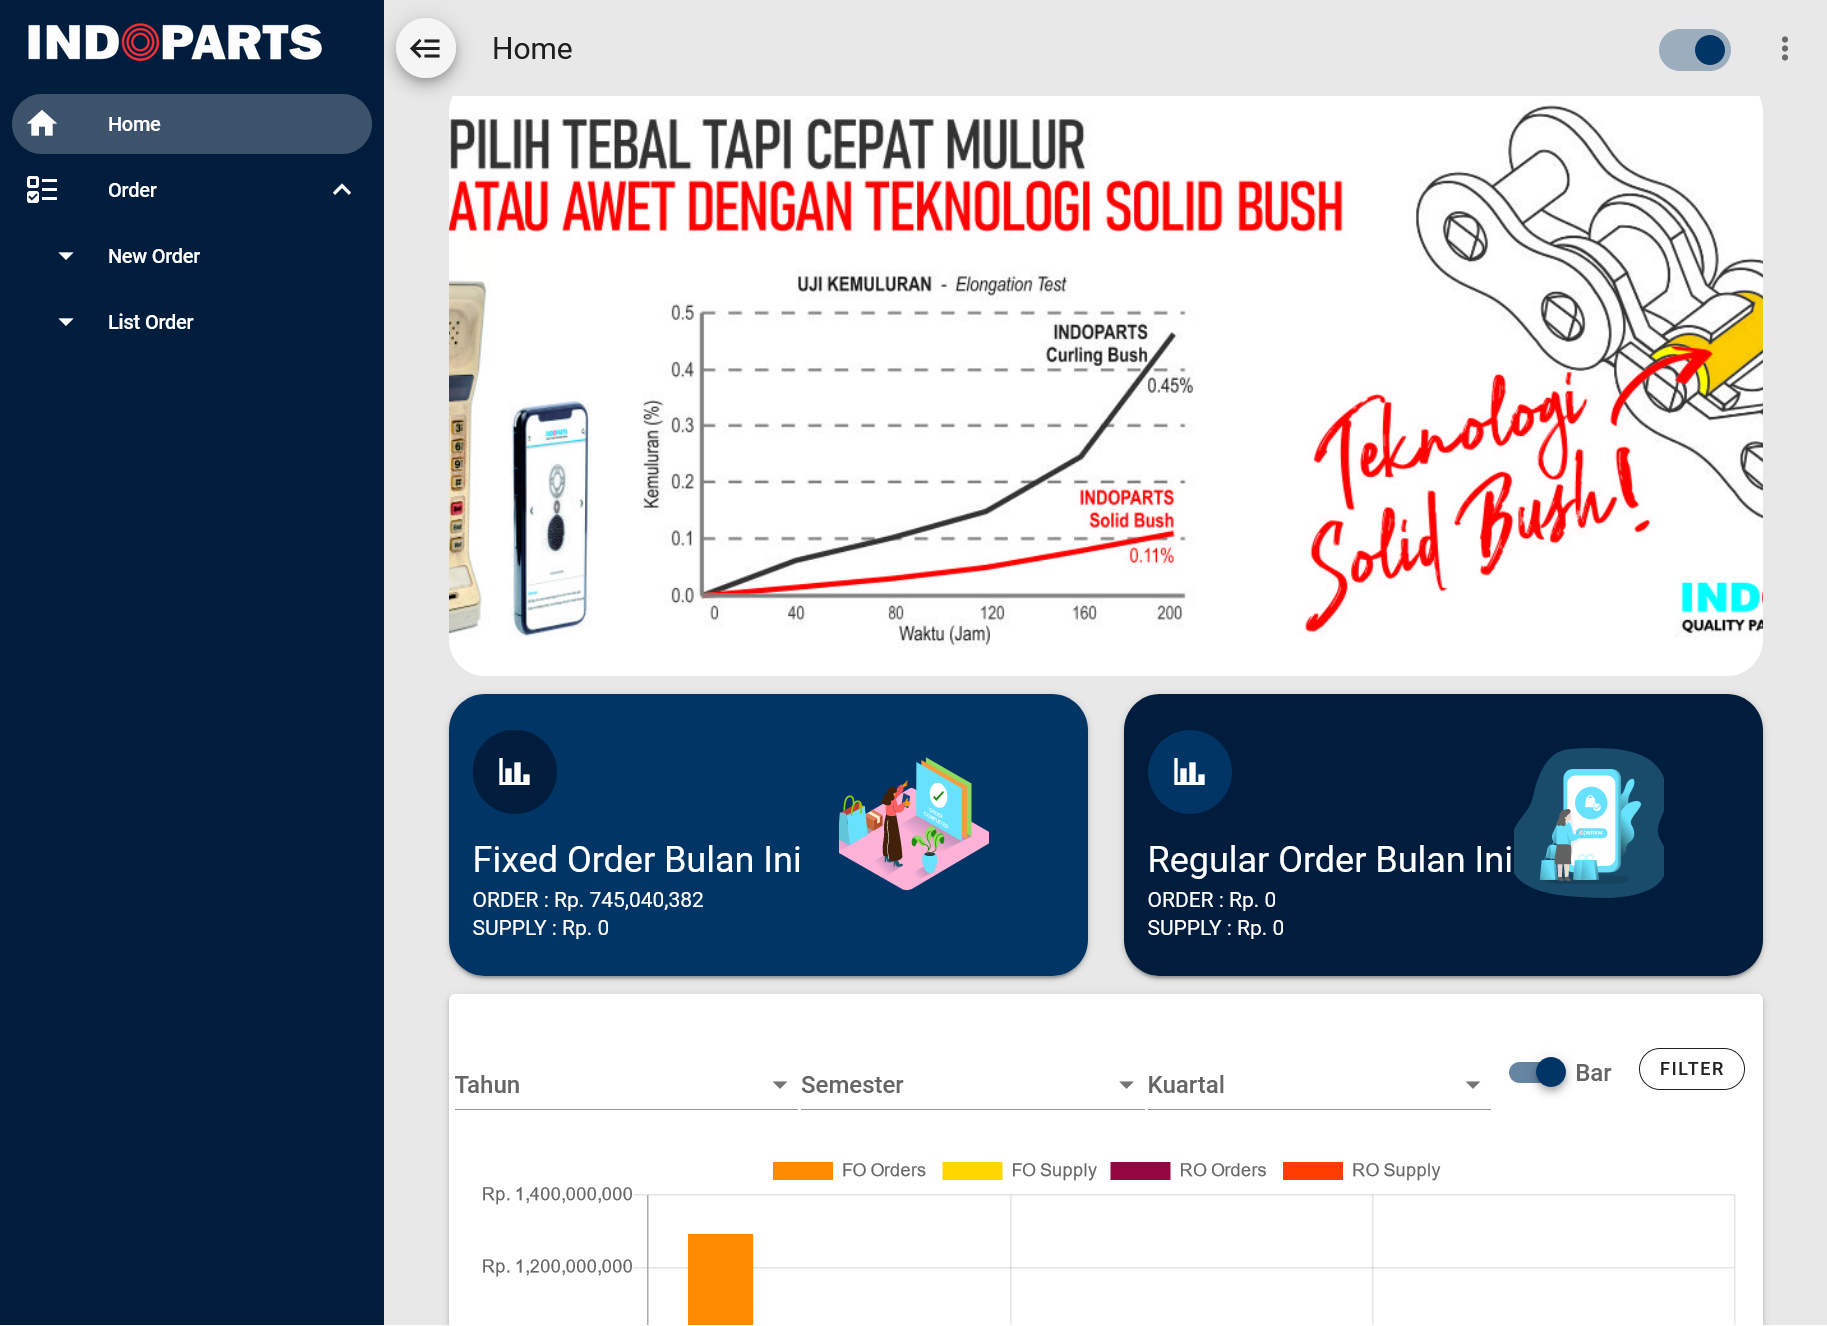 INDOPARTS
Home
Home
Order
New Order
List Order
PILIH TEBAL TAPI CEPAT MULUR
ATAU AWET DENGAN TEKNOLOGI SOLID BUSH
UJI KEMULURAN - Elongation Test
0.5
0.4
0.3
0.2
0.1
0.0
Kemuluran (%)
INDOPARTS
Curling Bush
0.45%
INDOPARTS
Solid Bush
0.11%
0 40 80 120 160 200
Waktu (Jam)
Teknologi
Solid Bush!
IND
QUALITY PA
Fixed Order Bulan Ini
ORDER : Rp. 745,040,382
SUPPLY : Rp. 0
CONFIRM
Regular Order Bulan Ini
ORDER : Rp. 0
SUPPLY : Rp. 0
Tahun
Semester
Kuartal
Bar
FILTER
FO Orders
FO Supply
RO Orders
RO Supply
Rp. 1,400,000,000
Rp. 1,200,000,000